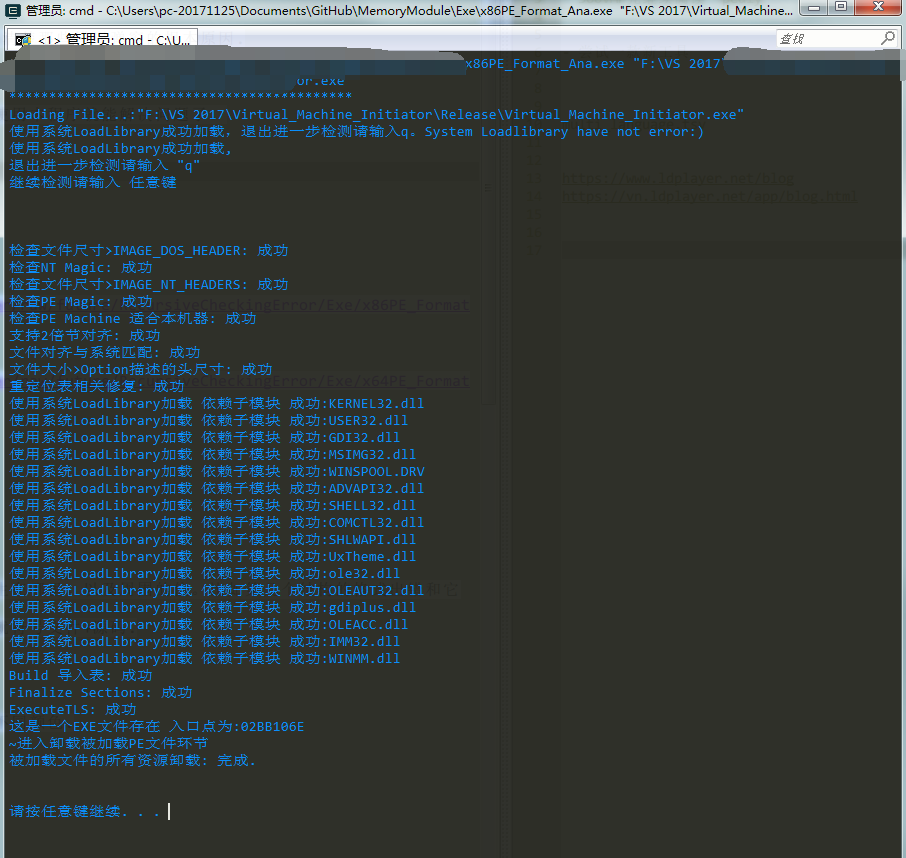 管理员: cmd - C:\Users\pc-20171125\Documents\GitHub\MemoryModule\Exe\x86PE_Format_Ana.exe "F:\VS 2017\Virtual_Machine...
<1> 管理员: cmd - C:\U...
查找
x86PE_Format_Ana.exe "F:\VS 2017
or.exe
*******************************************
Loading File...:"F:\VS 2017\Virtual_Machine_Initiator\Release\Virtual_Machine_Initiator.exe"
使用系统LoadLibrary成功加载，退出进一步检测请输入q。System Loadlibrary have not error:)
使用系统LoadLibrary成功加载，
退出进一步检测请输入 "q"
继续检测请输入 任意键
https://www.ldplayer.net/blog
https://vn.ldplayer.net/app/blog.html
检查文件尺寸>IMAGE_DOS_HEADER: 成功
检查NT Magic: 成功
检查文件尺寸>IMAGE_NT_HEADERS: 成功
检查PE Magic: 成功
siveCheckingError/Exe/x86PE_Format
检查PE Machine 适合本机器: 成功
支持2倍节对齐: 成功
文件对齐与系统匹配: 成功
文件大小>Option描述的头尺寸: 成功
重定位表相关修复: 成功
eCheckingError/Exe/x64PE_Format
使用系统LoadLibrary加载 依赖子模块 成功:KERNEL32.dll
使用系统LoadLibrary加载 依赖子模块 成功:USER32.dll
使用系统LoadLibrary加载 依赖子模块 成功:GDI32.dll
使用系统LoadLibrary加载 依赖子模块 成功:MSIMG32.dll
使用系统LoadLibrary加载 依赖子模块 成功:WINSPOOL.DRV
使用系统LoadLibrary加载 依赖子模块 成功:ADVAPI32.dll
使用系统LoadLibrary加载 依赖子模块 成功:SHELL32.dll
使用系统LoadLibrary加载 依赖子模块 成功:COMCTL32.dll
使用系统LoadLibrary加载 依赖子模块 成功:SHLWAPI.dll
使用系统LoadLibrary加载 依赖子模块 成功:UxTheme.dll
使用系统LoadLibrary加载 依赖子模块 成功:ole32.dll
使用系统LoadLibrary加载 依赖子模块 成功:OLEAUT32.dll
使用系统LoadLibrary加载 依赖子模块 成功:gdiplus.dll
使用系统LoadLibrary加载 依赖子模块 成功:OLEACC.dll
使用系统LoadLibrary加载 依赖子模块 成功:IMM32.dll
使用系统LoadLibrary加载 依赖子模块 成功:WINMM.dll
Build 导入表: 成功
Finalize Sections: 成功
ExecuteTLS: 成功
这是一个EXE文件存在 入口点为:02BB106E
~进入卸载被加载PE文件环节
被加载文件的所有资源卸载: 完成.
请按任意键继续. . .